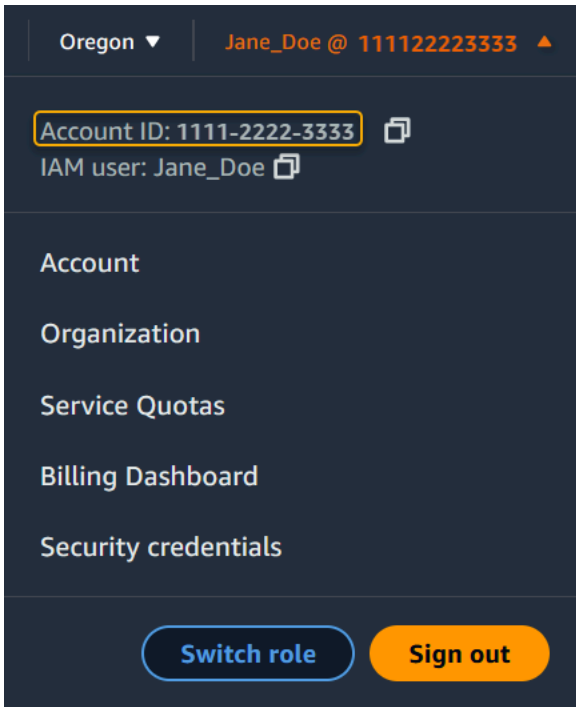 Oregon ▼ Jane_Doe @ 111122223333 ▲
Account ID: 1111-2222-3333
IAM user: Jane_Doe
Account
Organization
Service Quotas
Billing Dashboard
Security credentials
Switch role Sign out